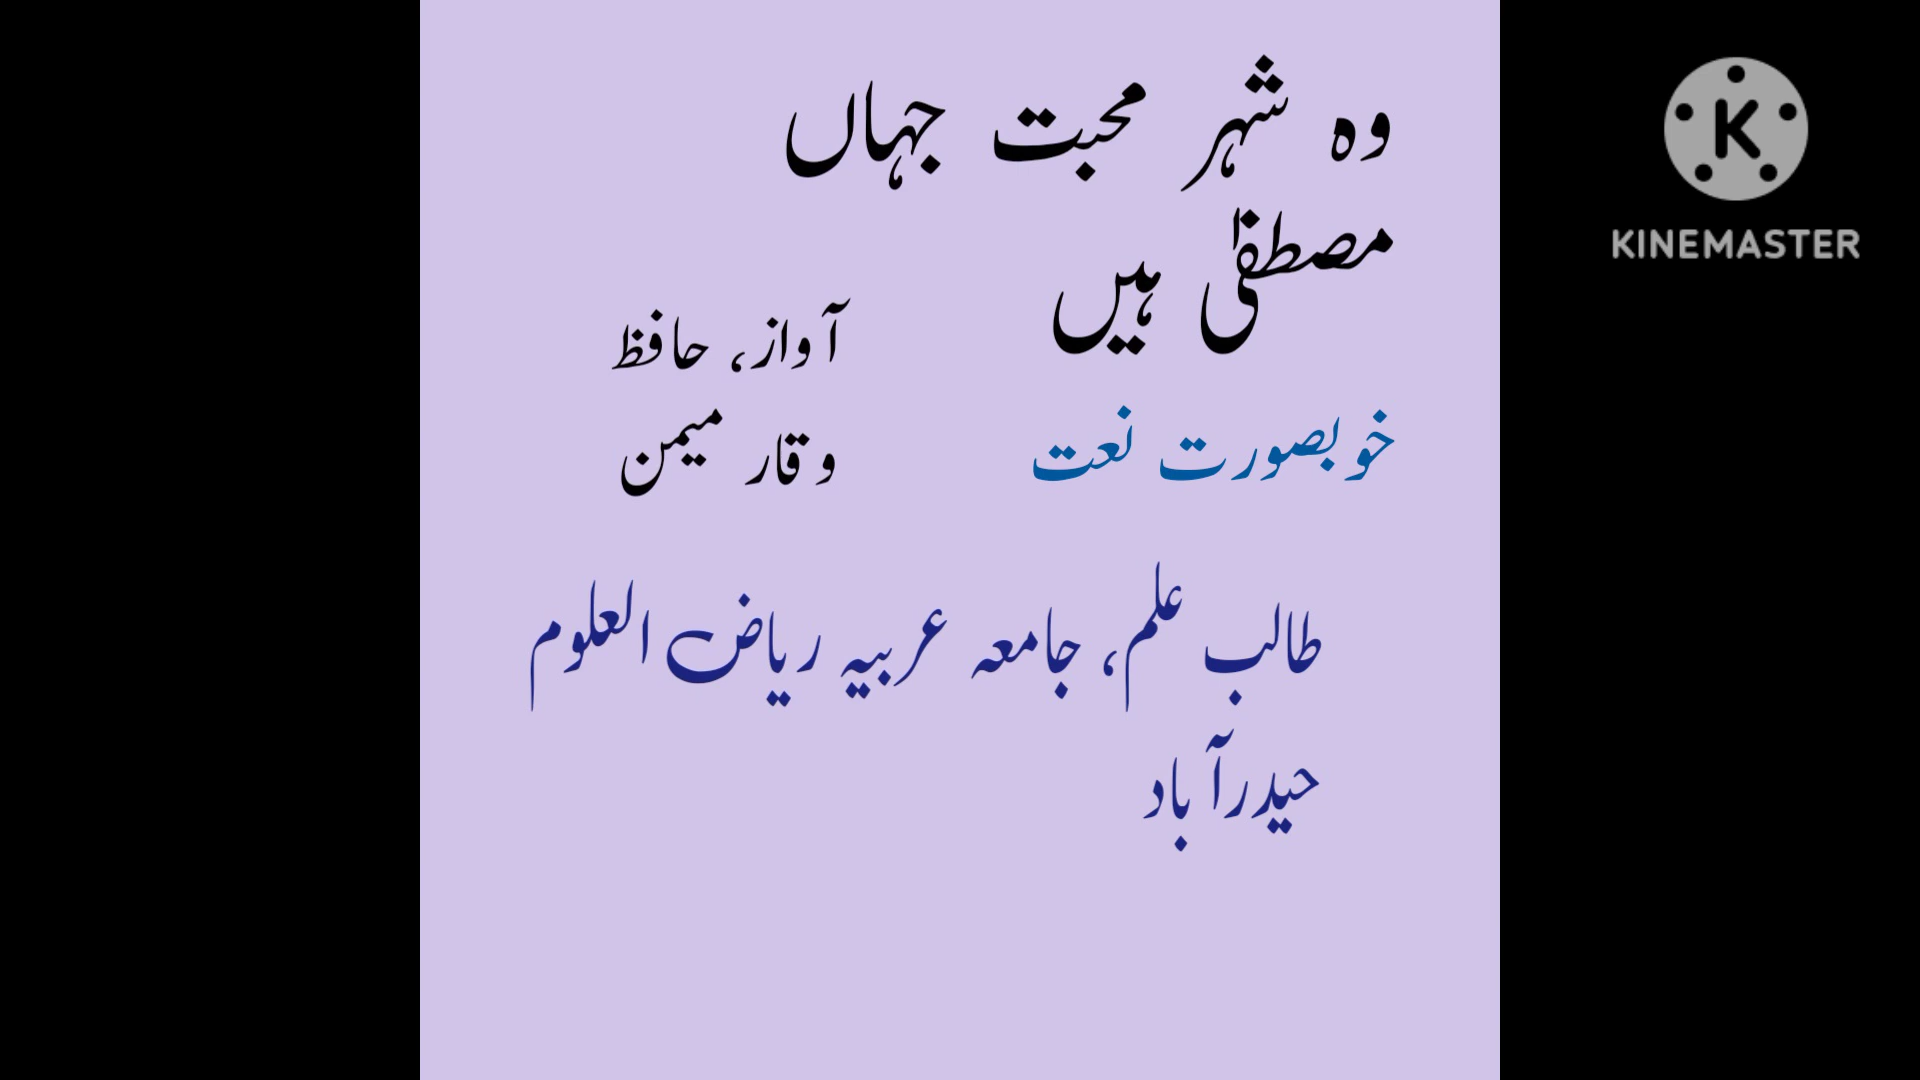 وہ شہر محبت جہاں
مصطفٰی ہیں
آواز، حافظ
وقار میمن
خوبصورت نعت
طالب علم، جامعہ عربیہ ریاض العلوم
حیدرآباد
K
KINEMASTER